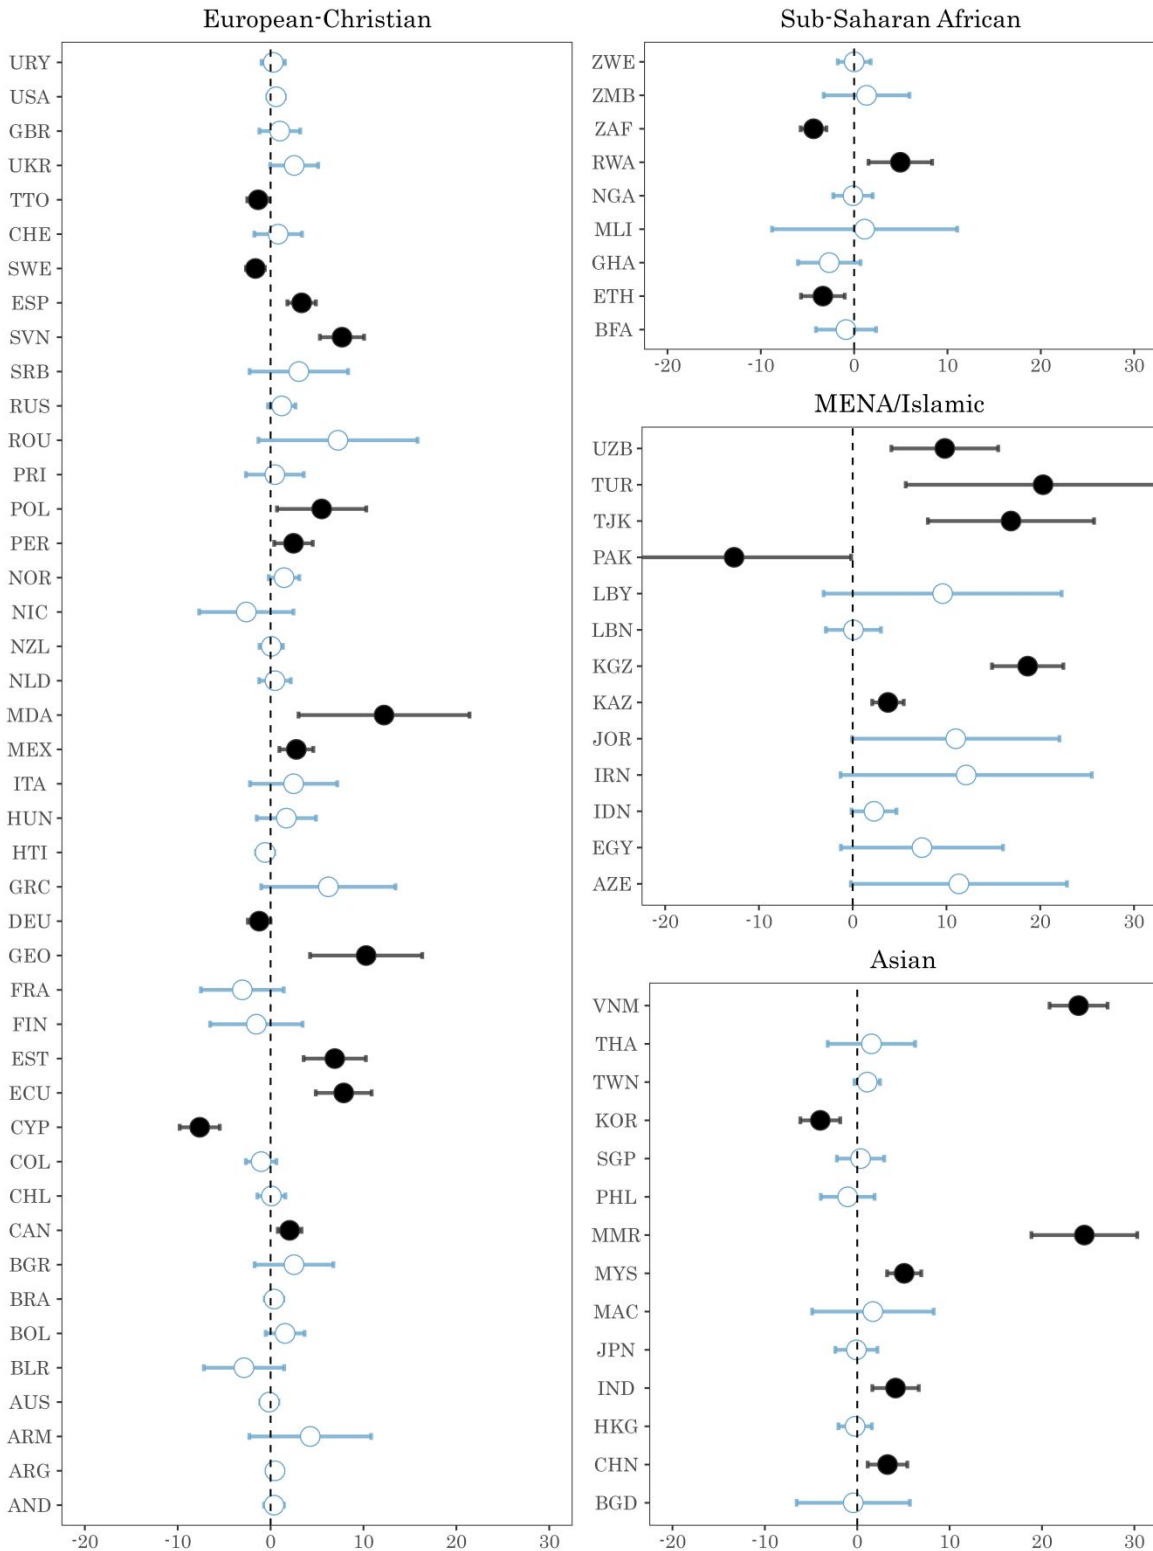 European-Christian
URY
USA
GBR
UKR
TTO
CHE
SWE
ESP
SVN
SRB
RUS
ROU
PRI
POL
PER
NOR
NIC
NZL
NLD
MDA
MEX
ITA
HUN
HTI
GRC
DEU
GEO
FRA
FIN
EST
ECU
CYP
COL
CHL
CAN
BGR
BRA
BOL
BLR
AUS
ARM
ARG
AND
-20 -10 0 10 20 30
Sub-Saharan African
ZWE
ZMB
ZAF
RWA
NGA
MLI
GHA
ETH
BFA
-20 -10 0 10 20 30
MENA/Islamic
UZB
TUR
TJK
PAK
LBY
LBN
KGZ
KAZ
JOR
IRN
IDN
EGY
AZE
-20 -10 0 10 20 30
Asian
VNM
THA
TWN
KOR
SGP
PHL
MMR
MYS
MAC
JPN
IND
HKG
CHN
BGD
-20 -10 0 10 20 30